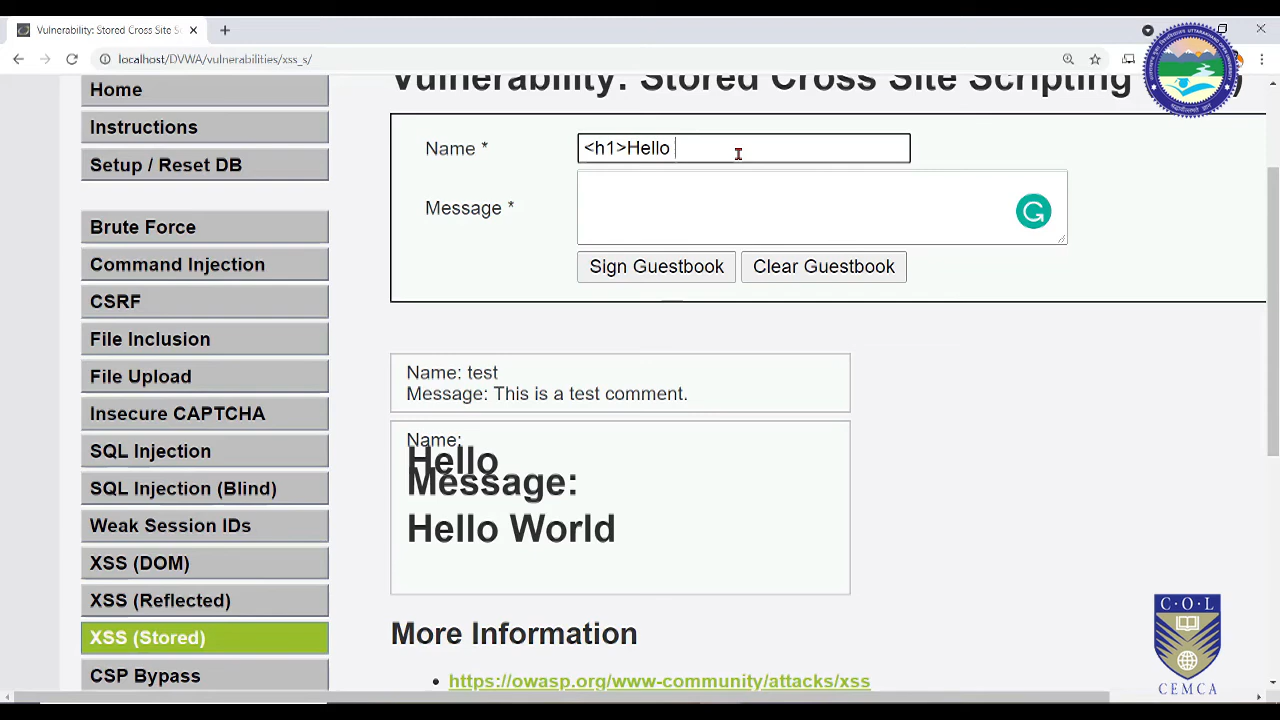 Vulnerability: Stored Cross Site S
localhost/DVWA/vulnerabilities/xss_s/
Vulnerability: Stored Cross Site Scripting
Home
Instructions
Setup / Reset DB
Brute Force
Command Injection
CSRF
File Inclusion
File Upload
Insecure CAPTCHA
SQL Injection
SQL Injection (Blind)
Weak Session IDs
XSS (DOM)
XSS (Reflected)
XSS (Stored)
CSP Bypass
Name *
<h1>Hello
Message *
Sign Guestbook
Clear Guestbook
Name: test
Message: This is a test comment.
Name:
Hello
Message:
Hello World
More Information
https://owasp.org/www-community/attacks/xss
C·O·L
CEMCA